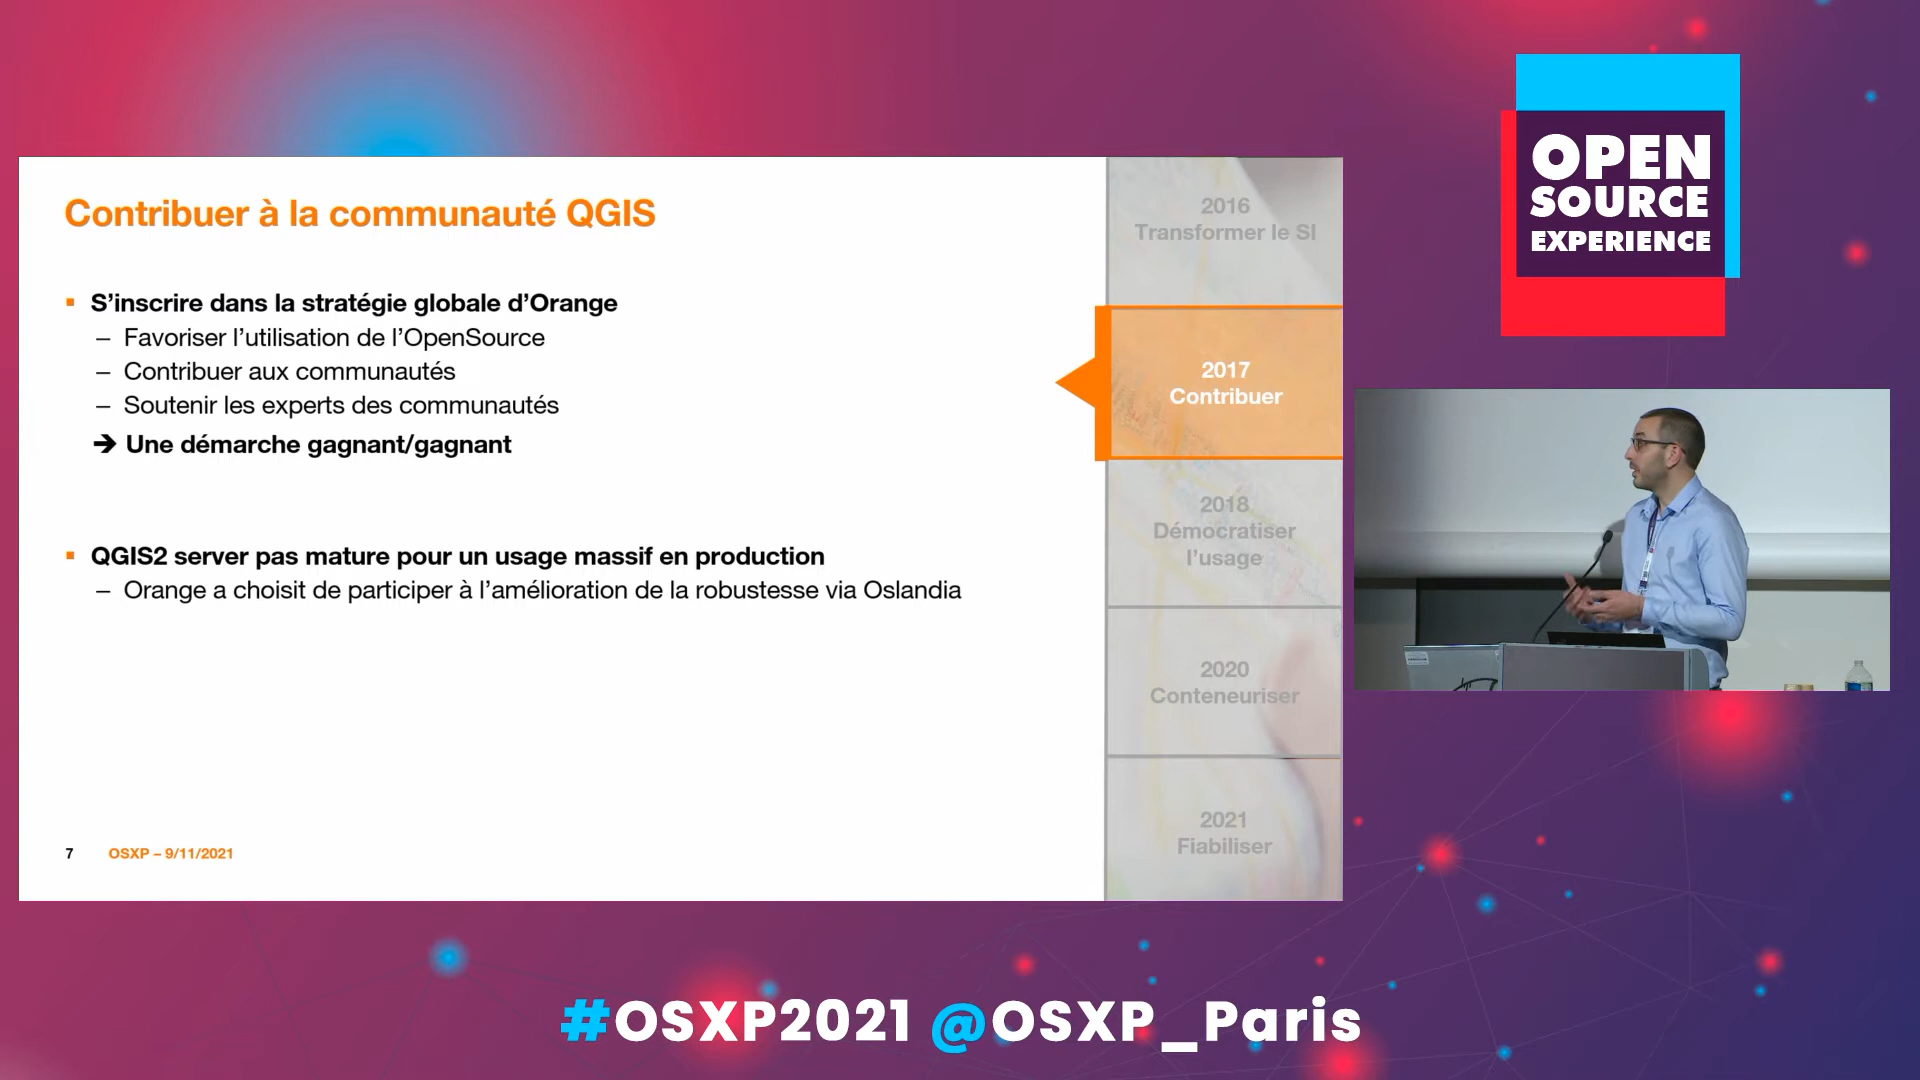 Contribuer à la communauté QGIS
▪ S’inscrire dans la stratégie globale d’Orange
– Favoriser l’utilisation de l’OpenSource
– Contribuer aux communautés
– Soutenir les experts des communautés
➔ Une démarche gagnant/gagnant
▪ QGIS2 server pas mature pour un usage massif en production
– Orange a choisit de participer à l’amélioration de la robustesse via Oslandia
7 OSXP – 9/11/2021
2016
Transformer le SI
2017
Contribuer
2018
Démocratiser
l’usage
2020
Conteneuriser
2021
Fiabiliser
OPEN
SOURCE
EXPERIENCE
#OSXP2021 @OSXP_Paris